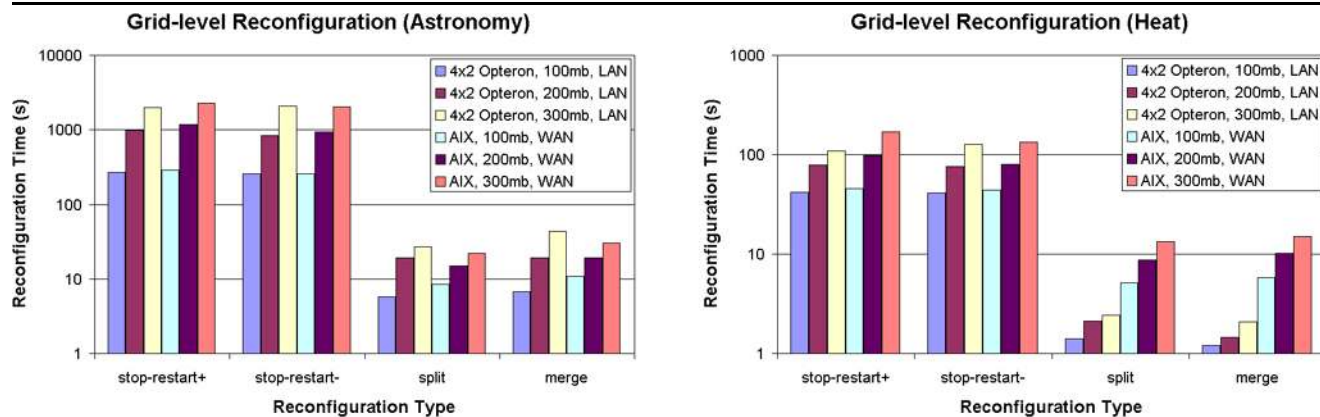 Grid-level Reconfiguration (Astronomy)
Reconfiguration Time (s)
10000
1000
100
10
1
4x2 Opteron, 100mb, LAN
4x2 Opteron, 200mb, LAN
4x2 Opteron, 300mb, LAN
AIX, 100mb, WAN
AIX, 200mb, WAN
AIX, 300mb, WAN
stop-restart+
stop-restart-
split
merge
Reconfiguration Type
Grid-level Reconfiguration (Heat)
Reconfiguration Time (s)
1000
100
10
1
4x2 Opteron, 100mb, LAN
4x2 Opteron, 200mb, LAN
4x2 Opteron, 300mb, LAN
AIX, 100mb, WAN
AIX, 200mb, WAN
AIX, 300mb, WAN
stop-restart+
stop-restart-
split
merge
Reconfiguration Type